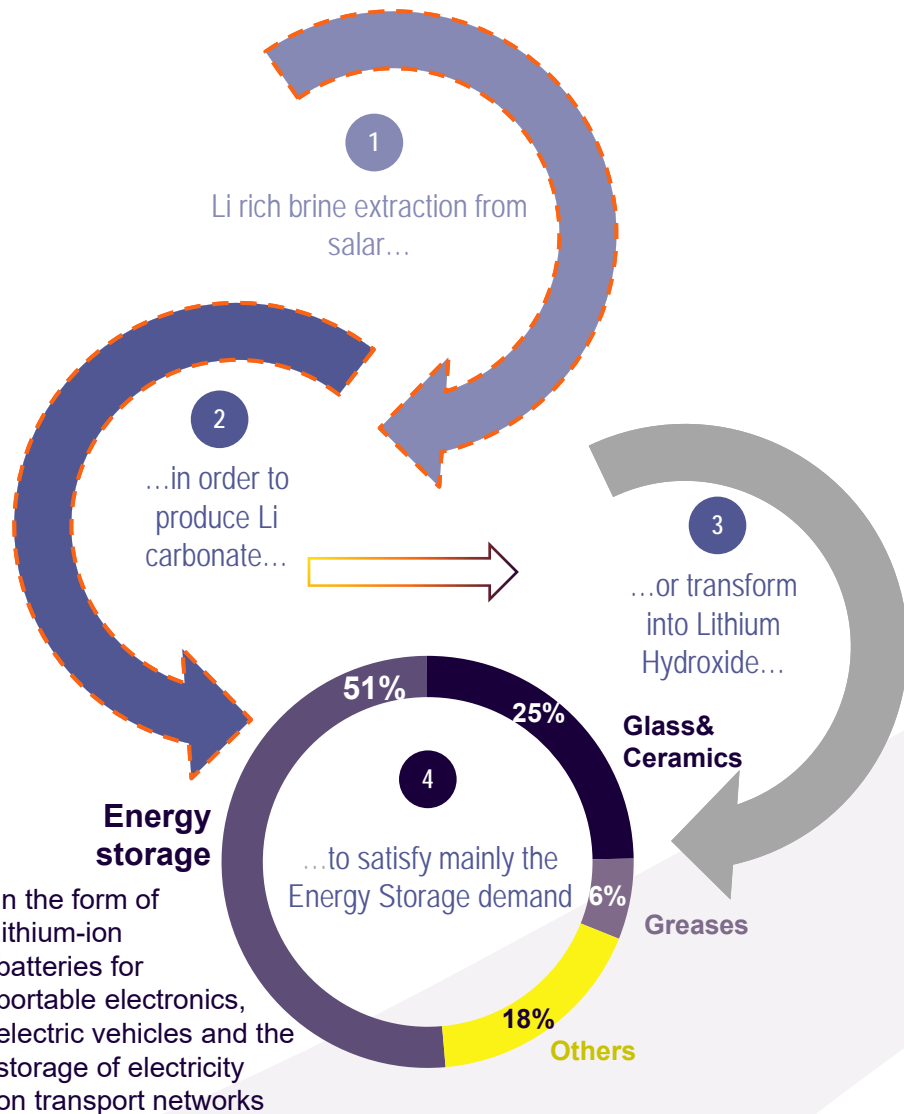 1
Li rich brine extraction from
salar…
2
…in order to
produce Li
carbonate…
3
…or transform
into Lithium
Hydroxide…
51%
25%
Glass&
Ceramics
4
Energy
storage
…to satisfy mainly the
Energy Storage demand
6%
Greases
n the form of
ithium-ion
batteries for
portable electronics,
electric vehicles and the
storage of electricity
on transport networks
18%
Others